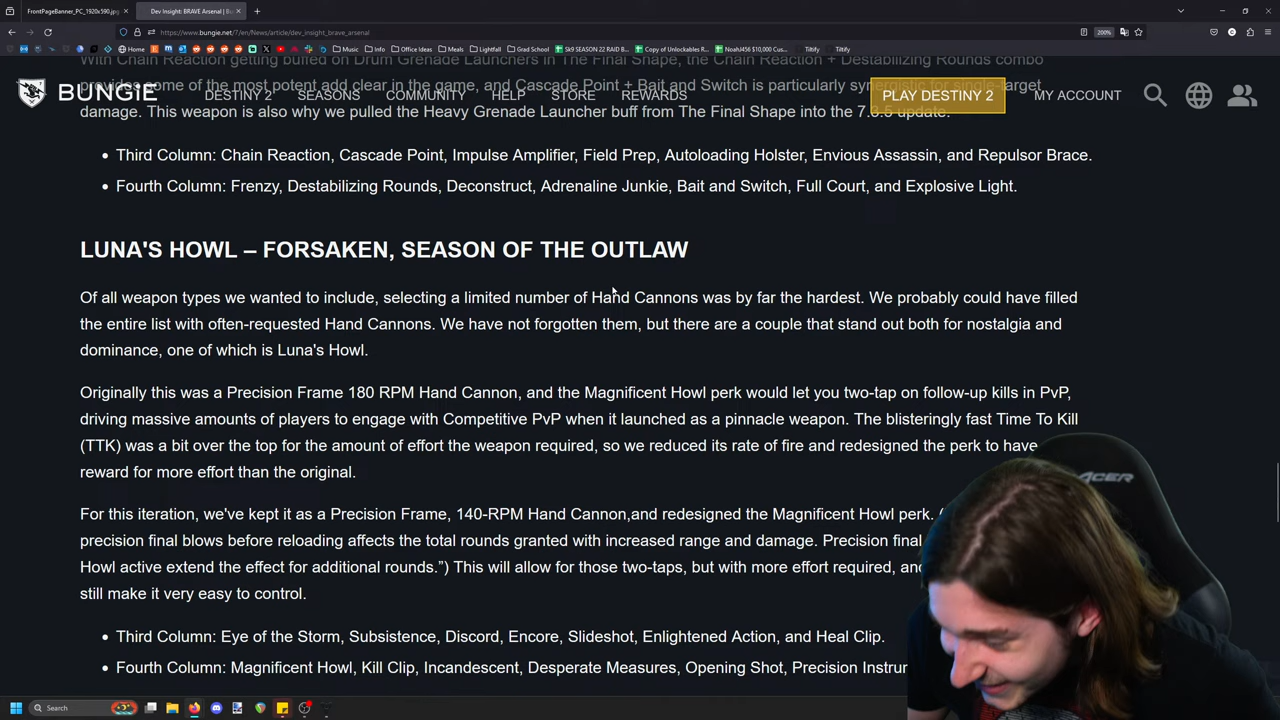 FrontPageBanner_PC_1920x590.jpg
Dev Insight: BRAVE Arsenal | Bu
https://www.bungie.net/7/en/News/article/dev_insight_brave_arsenal
200%
Home
Music
Info
Office Ideas
Meals
Lightfall
Grad School
Sk9 SEASON 22 RAID B...
Copy of Unlockables R...
NoahJ456 $10,000 Cus...
Tiltify
Tiltify
With Chain Reaction getting buffed on Drum Grenade Launchers in The Final Shape, the Chain Reaction + Destabilizing Rounds combo
provides some of the most potent add clear in the game, and Cascade Point + Bait and Switch is particularly synergistic for single-target
BUNGiE
DESTINY 2
SEASONS
COMMUNITY
HELP
STORE
REWARDS
PLAY DESTINY 2
MY ACCOUNT
damage. This weapon is also why we pulled the Heavy Grenade Launcher buff from The Final Shape into the 7.3.5 update.
• Third Column: Chain Reaction, Cascade Point, Impulse Amplifier, Field Prep, Autoloading Holster, Envious Assassin, and Repulsor Brace.
• Fourth Column: Frenzy, Destabilizing Rounds, Deconstruct, Adrenaline Junkie, Bait and Switch, Full Court, and Explosive Light.
LUNA'S HOWL – FORSAKEN, SEASON OF THE OUTLAW
Of all weapon types we wanted to include, selecting a limited number of Hand Cannons was by far the hardest. We probably could have filled
the entire list with often-requested Hand Cannons. We have not forgotten them, but there are a couple that stand out both for nostalgia and
dominance, one of which is Luna's Howl.
Originally this was a Precision Frame 180 RPM Hand Cannon, and the Magnificent Howl perk would let you two-tap on follow-up kills in PvP,
driving massive amounts of players to engage with Competitive PvP when it launched as a pinnacle weapon. The blisteringly fast Time To Kill
(TTK) was a bit over the top for the amount of effort the weapon required, so we reduced its rate of fire and redesigned the perk to have
reward for more effort than the original.
For this iteration, we've kept it as a Precision Frame, 140-RPM Hand Cannon,and redesigned the Magnificent Howl perk. (
precision final blows before reloading affects the total rounds granted with increased range and damage. Precision final
Howl active extend the effect for additional rounds.”) This will allow for those two-taps, but with more effort required, and
still make it very easy to control.
• Third Column: Eye of the Storm, Subsistence, Discord, Encore, Slideshot, Enlightened Action, and Heal Clip.
• Fourth Column: Magnificent Howl, Kill Clip, Incandescent, Desperate Measures, Opening Shot, Precision Instrum
ACER
Search